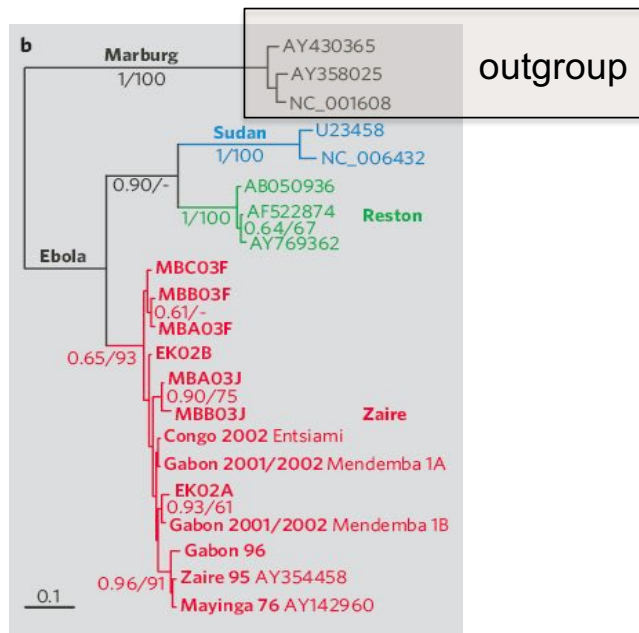 b
Marburg
1/100
AY430365
AY358025
NC_001608
outgroup
Sudan
1/100
U23458
NC_006432
0.90/-
AB050936
1/100
AF522874
0.64/67
AY769362
Reston
Ebola
MBC03F
MBB03F
0.61/-
MBA03F
0.65/93
EK02B
MBA03J
0.90/75
MBB03J
Zaire
Congo 2002 Entsiami
Gabon 2001/2002 Mendemba 1A
EK02A
0.93/61
Gabon 2001/2002 Mendemba 1B
Gabon 96
0.96/91
Zaire 95 AY354458
Mayinga 76 AY142960
0.1